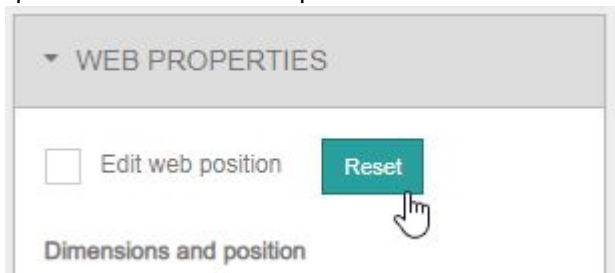 WEB PROPERTIES
Edit web position Reset
Dimensions and position